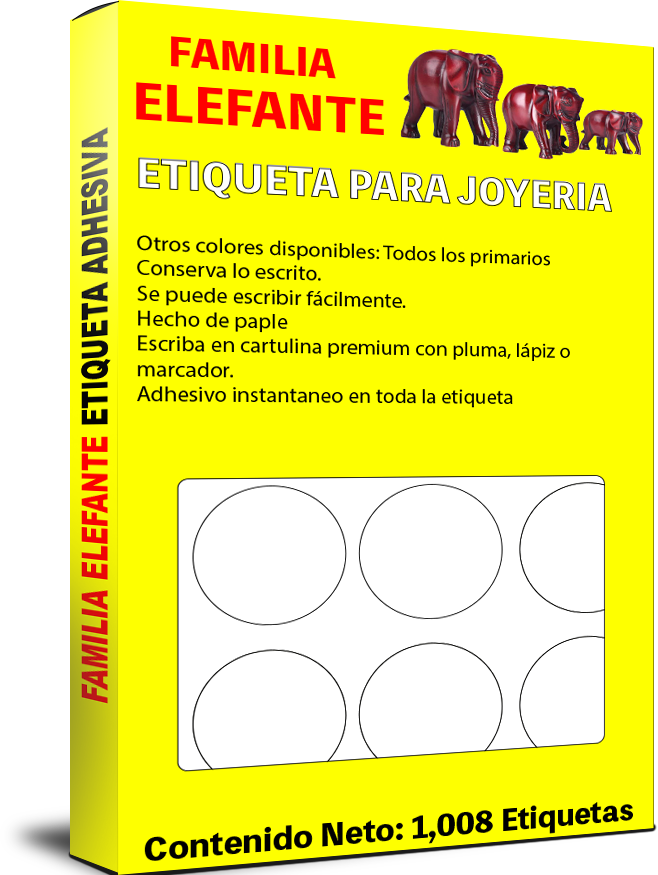 FAMILIA
ELEFANTE
ETIQUETA PARA JOYERIA
Otros colores disponibles: Todos los primarios
Conserva lo escrito.
Se puede escribir fácilmente.
Hecho de paple
Escriba en cartulina premium con pluma, lápiz o
marcador.
Adhesivo instantaneo en toda la etiqueta
Contenido Neto: 1,008 Etiquetas
FAMILIA ELEFANTE ETIQUETA ADHESIVA